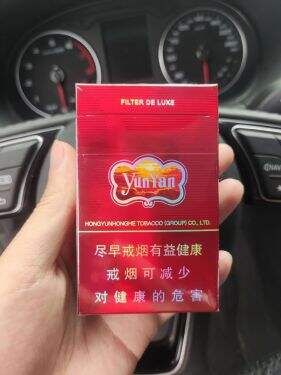 FILTER DE LUXE
YunYan
HONGYUNHONGHE TOBACCO (GROUP) CO., LTD.
尽早戒烟有益健康
戒烟可减少
对健康的危害
NAV